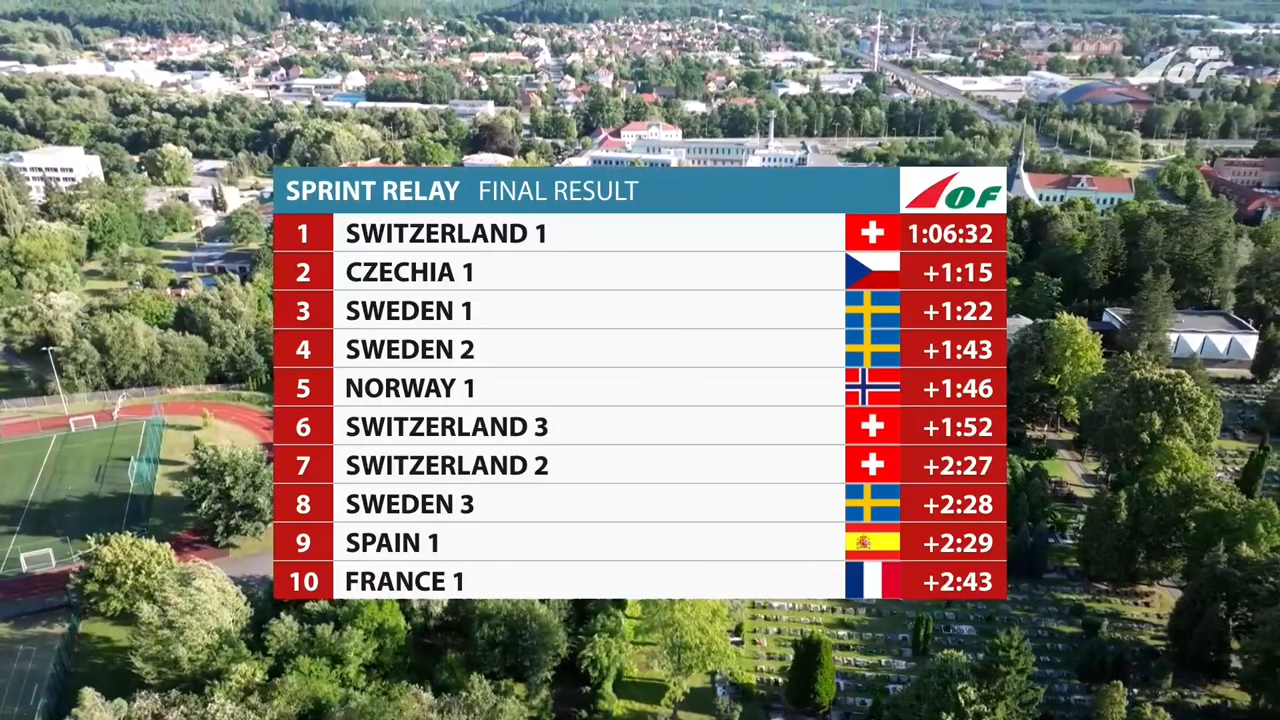 IOF
SPRINT RELAY FINAL RESULT IOF
1 SWITZERLAND 1 1:06:32
2 CZECHIA 1 +1:15
3 SWEDEN 1 +1:22
4 SWEDEN 2 +1:43
5 NORWAY 1 +1:46
6 SWITZERLAND 3 +1:52
7 SWITZERLAND 2 +2:27
8 SWEDEN 3 +2:28
9 SPAIN 1 +2:29
10 FRANCE 1 +2:43